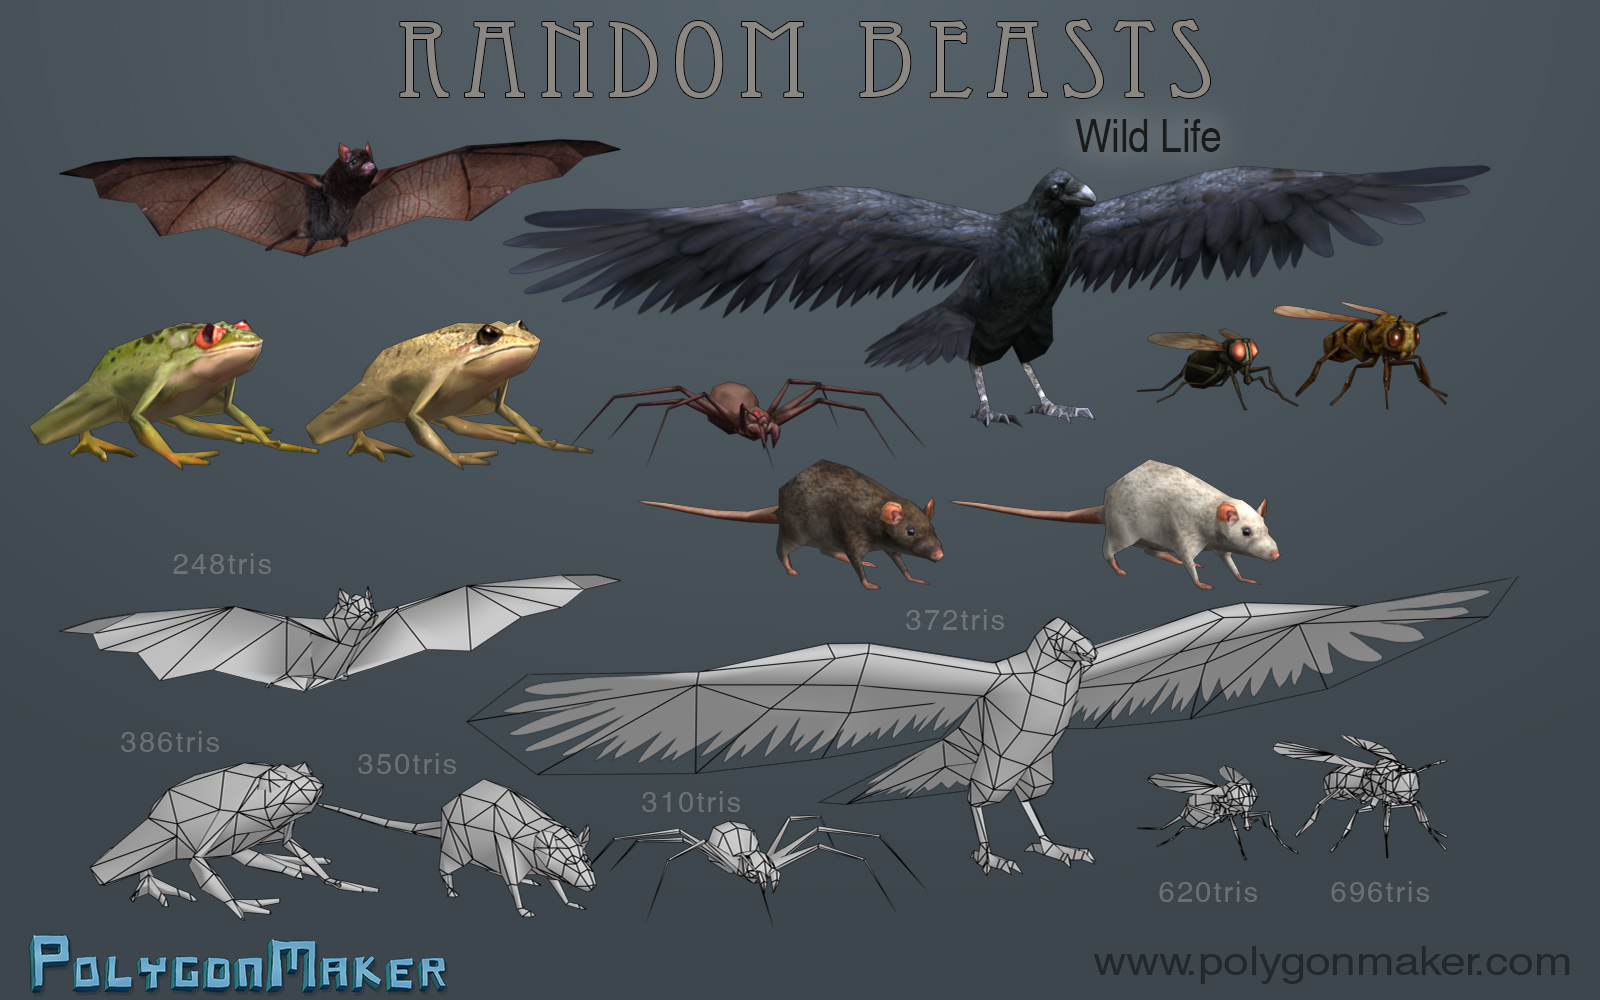 RANDOM BEASTS
Wild Life
248tris
372tris
386tris
350tris
310tris
620tris
696tris
POLYGONMAKER
www.polygonmaker.com